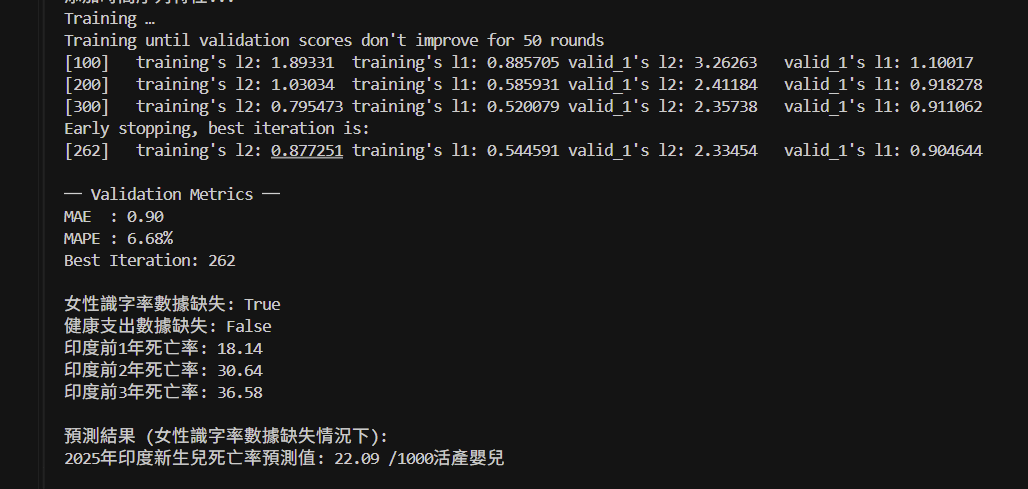 Training …
Training until validation scores don't improve for 50 rounds
[100] training's l2: 1.89331 training's l1: 0.885705 valid_1's l2: 3.26263 valid_1's l1: 1.10017
[200] training's l2: 1.03034 training's l1: 0.585931 valid_1's l2: 2.41184 valid_1's l1: 0.918278
[300] training's l2: 0.795473 training's l1: 0.520079 valid_1's l2: 2.35738 valid_1's l1: 0.911062
Early stopping, best iteration is:
[262] training's l2: 0.877251 training's l1: 0.544591 valid_1's l2: 2.33454 valid_1's l1: 0.904644
── Validation Metrics ──
MAE : 0.90
MAPE : 6.68%
Best Iteration: 262
女性識字率數據缺失: True
健康支出數據缺失: False
印度前1年死亡率: 18.14
印度前2年死亡率: 30.64
印度前3年死亡率: 36.58
預測結果 (女性識字率數據缺失情況下):
2025年印度新生兒死亡率預測值: 22.09 /1000活產嬰兒